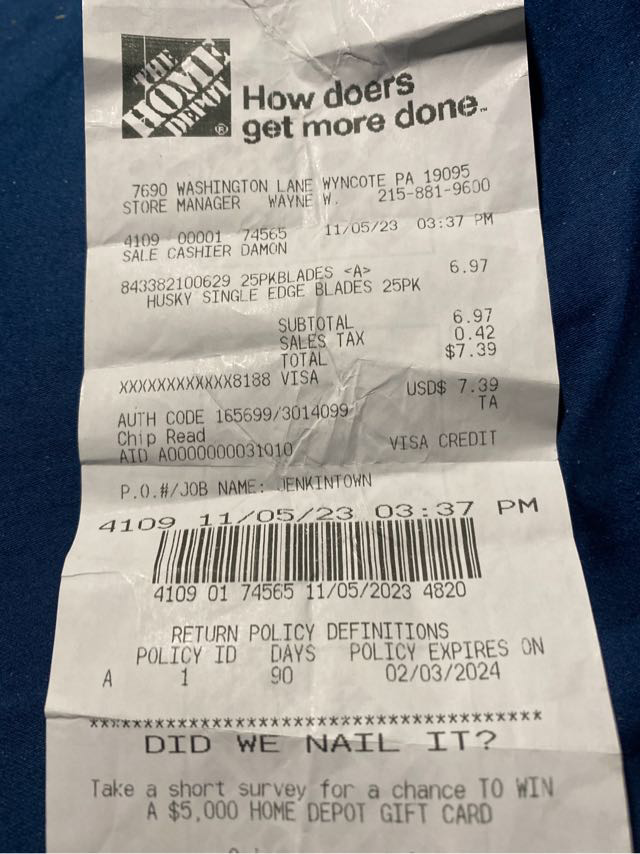 THE
HOME
DEPOT
®
How doers
get more done™
7690 WASHINGTON LANE WYNCOTE PA 19095
STORE MANAGER WAYNE W. 215-881-9600
4109 00001 74565 11/05/23 03:37 PM
SALE CASHIER DAMON
843382100629 25PKBLADES <A> 6.97
HUSKY SINGLE EDGE BLADES 25PK
SUBTOTAL 6.97
SALES TAX 0.42
TOTAL $7.39
XXXXXXXXXXXX8188 VISA
USD$ 7.39
AUTH CODE 165699/3014099 TA
Chip Read
AID A0000000031010 VISA CREDIT
P.O.#/JOB NAME: JENKINTOWN
4109 11/05/23 03:37 PM
4109 01 74565 11/05/2023 4820
RETURN POLICY DEFINITIONS
POLICY ID DAYS POLICY EXPIRES ON
A 1 90 02/03/2024
****************************************
DID WE NAIL IT?
Take a short survey for a chance TO WIN
A $5,000 HOME DEPOT GIFT CARD